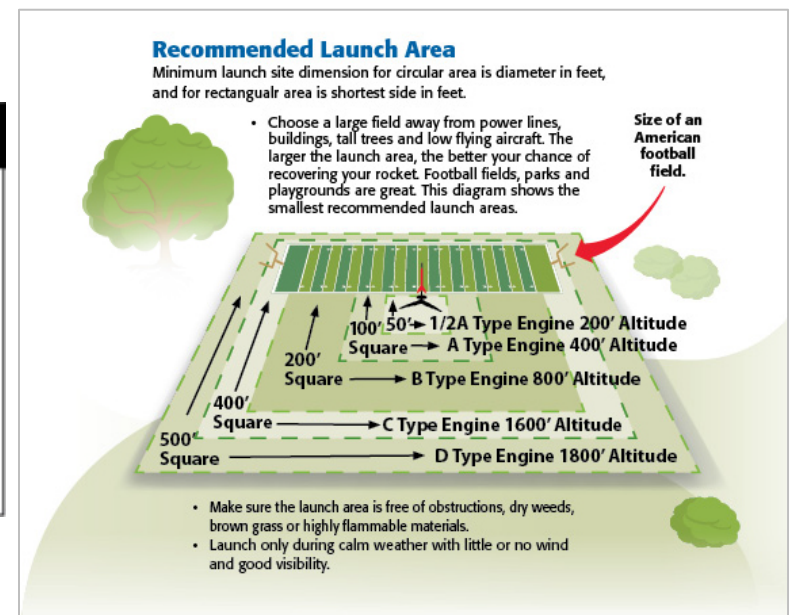 Recommended Launch Area
Minimum launch site dimension for circular area is diameter in feet,
and for rectangualr area is shortest side in feet.
• Choose a large field away from power lines,
buildings, tall trees and low flying aircraft. The
larger the launch area, the better your chance of
recovering your rocket. Football fields, parks and
playgrounds are great. This diagram shows the
smallest recommended launch areas.
Size of an
American
football
field.
50' 1/2A Type Engine 200' Altitude
100'
Square A Type Engine 400' Altitude
200'
Square B Type Engine 800' Altitude
400'
Square C Type Engine 1600' Altitude
500'
Square D Type Engine 1800' Altitude
• Make sure the launch area is free of obstructions, dry weeds,
brown grass or highly flammable materials.
• Launch only during calm weather with little or no wind
and good visibility.